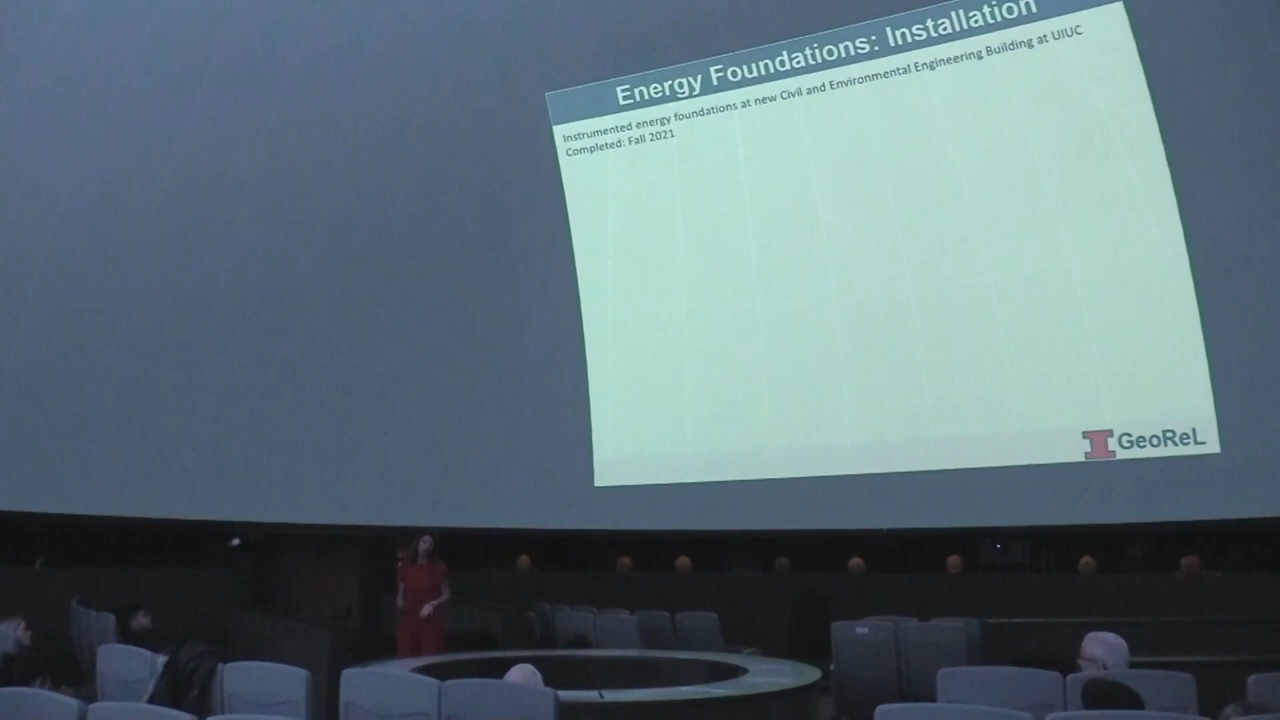 Energy Foundations: Installation
Instrumented energy foundations at new Civil and Environmental Engineering Building at UIUC
Completed: Fall 2021
I GeoReL